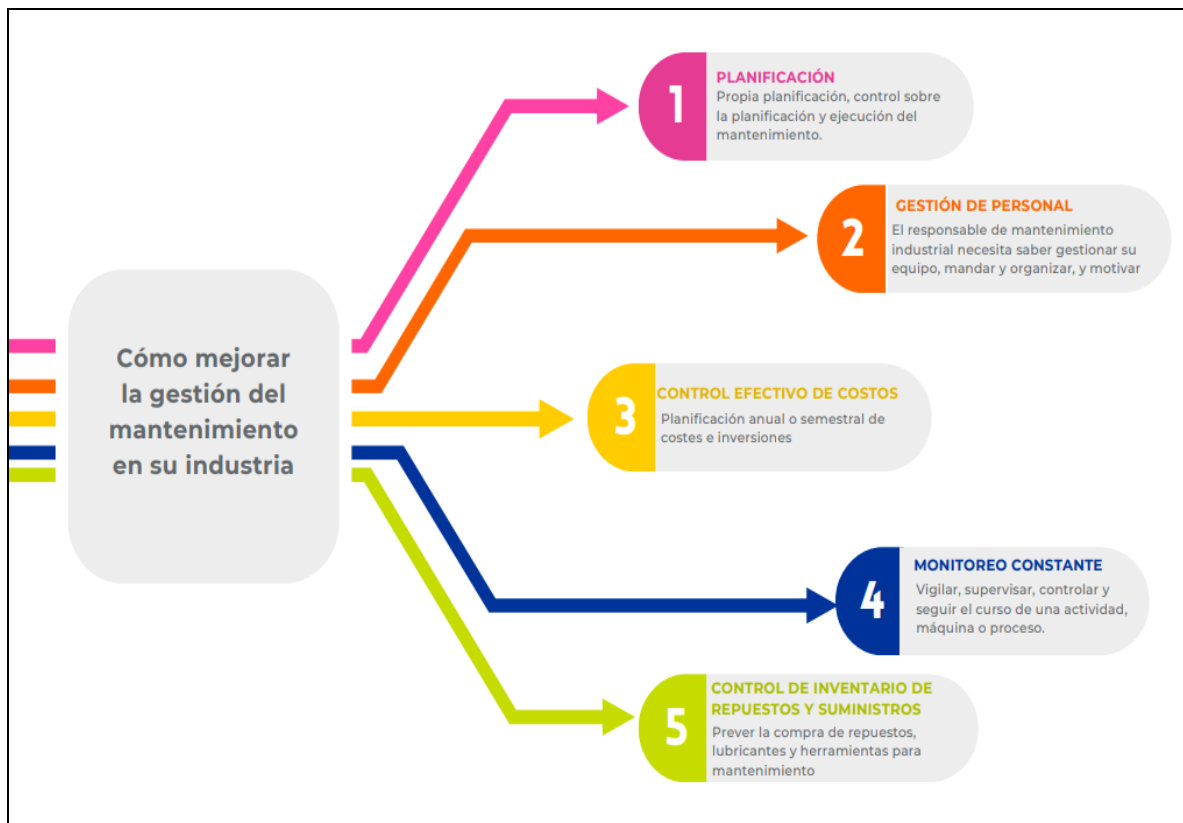 Cómo mejorar
la gestión del
mantenimiento
en su industria
1
PLANIFICACIÓN
Propia planificación, control sobre
la planificación y ejecución del
mantenimiento.
2
GESTIÓN DE PERSONAL
El responsable de mantenimiento
industrial necesita saber gestionar su
equipo, mandar y organizar, y motivar
3
CONTROL EFECTIVO DE COSTOS
Planificación anual o semestral de
costes e inversiones
4
MONITOREO CONSTANTE
Vigilar, supervisar, controlar y
seguir el curso de una actividad,
máquina o proceso.
5
CONTROL DE INVENTARIO DE
REPUESTOS Y SUMINISTROS
Prever la compra de repuestos,
lubricantes y herramientas para
mantenimiento